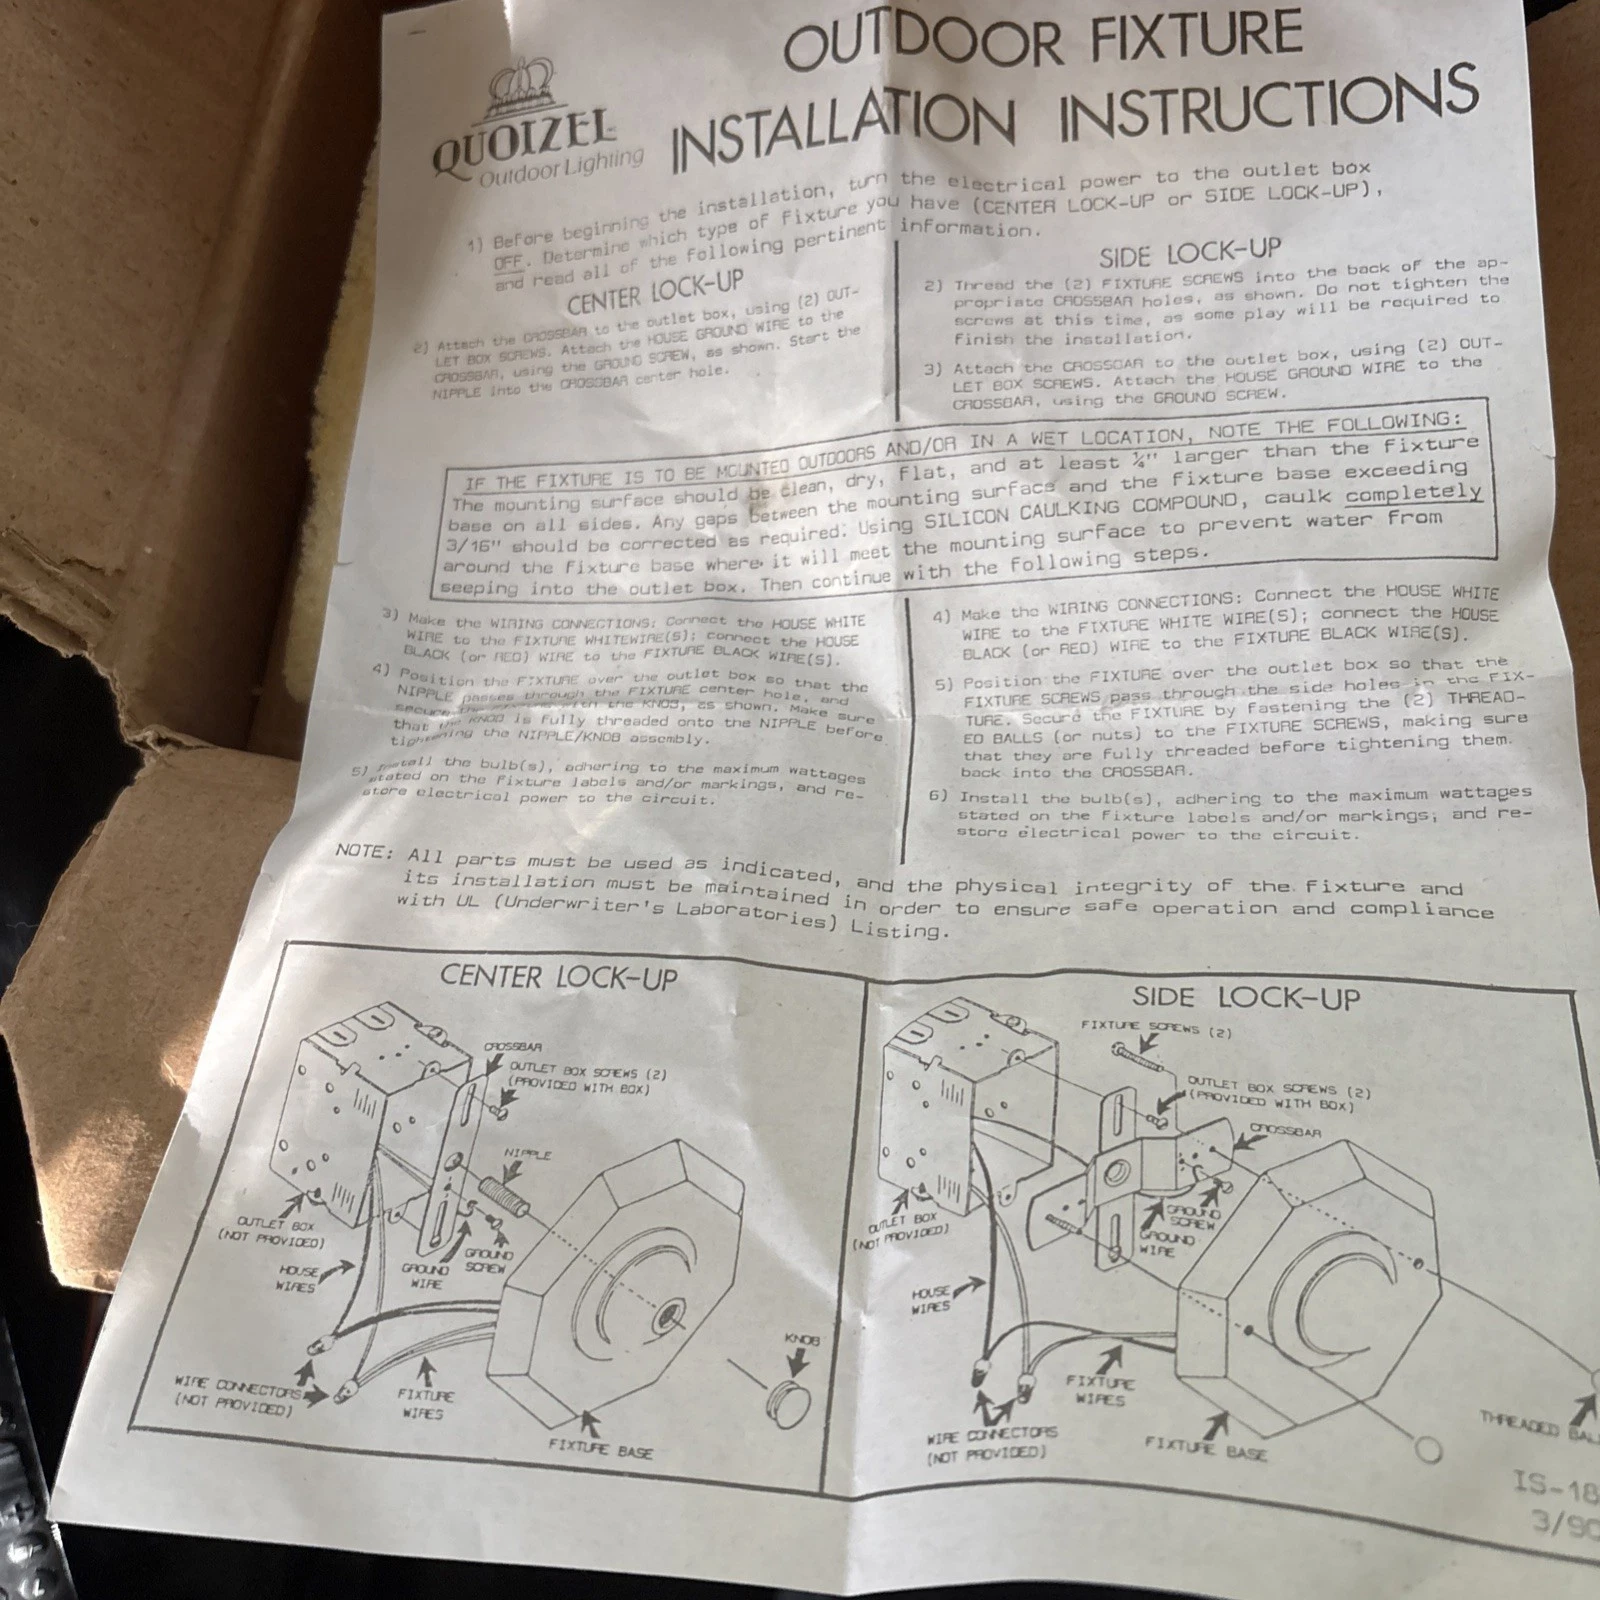 QUOIZEL
Outdoor Lighting
OUTDOOR FIXTURE
INSTALLATION INSTRUCTIONS
1) Before beginning the installation, turn the electrical power to the outlet box
OFF. Determine which type of fixture you have (CENTER LOCK-UP or SIDE LOCK-UP),
and read all of the following pertinent information.
CENTER LOCK-UP
2) Attach the CROSSBAR to the outlet box, using (2) OUT-
LET BOX SCREWS. Attach the HOUSE GROUND WIRE to the
CROSSBAR, using the GROUND SCREW, as shown. Start the
NIPPLE into the CROSSBAR center hole.
SIDE LOCK-UP
2) Thread the (2) FIXTURE SCREWS into the back of the ap-
propriate CROSSBAR holes, as shown. Do not tighten the
screws at this time, as some play will be required to
finish the installation.
3) Attach the CROSSBAR to the outlet box, using (2) OUT-
LET BOX SCREWS. Attach the HOUSE GROUND WIRE to the
CROSSBAR, using the GROUND SCREW.
IF THE FIXTURE IS TO BE MOUNTED OUTDOORS AND/OR IN A WET LOCATION, NOTE THE FOLLOWING:
The mounting surface should be clean, dry, flat, and at least ¼" larger than the fixture
base on all sides. Any gaps between the mounting surface and the fixture base exceeding
3/16" should be corrected as required. Using SILICON CAULKING COMPOUND, caulk completely
around the fixture base where it will meet the mounting surface to prevent water from
seeping into the outlet box. Then continue with the following steps.
3) Make the WIRING CONNECTIONS: Connect the HOUSE WHITE
WIRE to the FIXTURE WHITEWIRE(S); connect the HOUSE
BLACK (or RED) WIRE to the FIXTURE BLACK WIRE(S).
4) Position the FIXTURE over the outlet box so that the
NIPPLE passes through the FIXTURE center hole, and
secure the FIXTURE with the KNOB, as shown. Make sure
that the KNOB is fully threaded onto the NIPPLE before
tightening the NIPPLE/KNOB assembly.
5) Install the bulb(s), adhering to the maximum wattages
stated on the fixture labels and/or markings, and re-
store electrical power to the circuit.
4) Make the WIRING CONNECTIONS: Connect the HOUSE WHITE
WIRE to the FIXTURE WHITE WIRE(S); connect the HOUSE
BLACK (or RED) WIRE to the FIXTURE BLACK WIRE(S).
5) Position the FIXTURE over the outlet box so that the
FIXTURE SCREWS pass through the side holes in the FIX-
TURE. Secure the FIXTURE by fastening the (2) THREAD-
ED BALLS (or nuts) to the FIXTURE SCREWS, making sure
that they are fully threaded before tightening them.
back into the CROSSBAR.
6) Install the bulb(s), adhering to the maximum wattages
stated on the fixture labels and/or markings; and re-
store electrical power to the circuit.
NOTE: All parts must be used as indicated, and the physical integrity of the fixture and
its installation must be maintained in order to ensure safe operation and compliance
with UL (Underwriter's Laboratories) Listing.
CENTER LOCK-UP
CROSSBAR
OUTLET BOX SCREWS (2)
(PROVIDED WITH BOX)
NIPPLE
OUTLET BOX
(NOT PROVIDED)
HOUSE
WIRES
GROUND
WIRE
GROUND
SCREW
KNOB
WIRE CONNECTORS
(NOT PROVIDED)
FIXTURE
WIRES
FIXTURE BASE
SIDE LOCK-UP
FIXTURE SCREWS (2)
OUTLET BOX SCREWS (2)
(PROVIDED WITH BOX)
CROSSBAR
OUTLET BOX
(NOT PROVIDED)
GROUND
SCREW
GROUND
WIRE
HOUSE
WIRES
FIXTURE
WIRES
WIRE CONNECTORS
(NOT PROVIDED)
FIXTURE BASE
THREADED BAL
IS-18
3/90